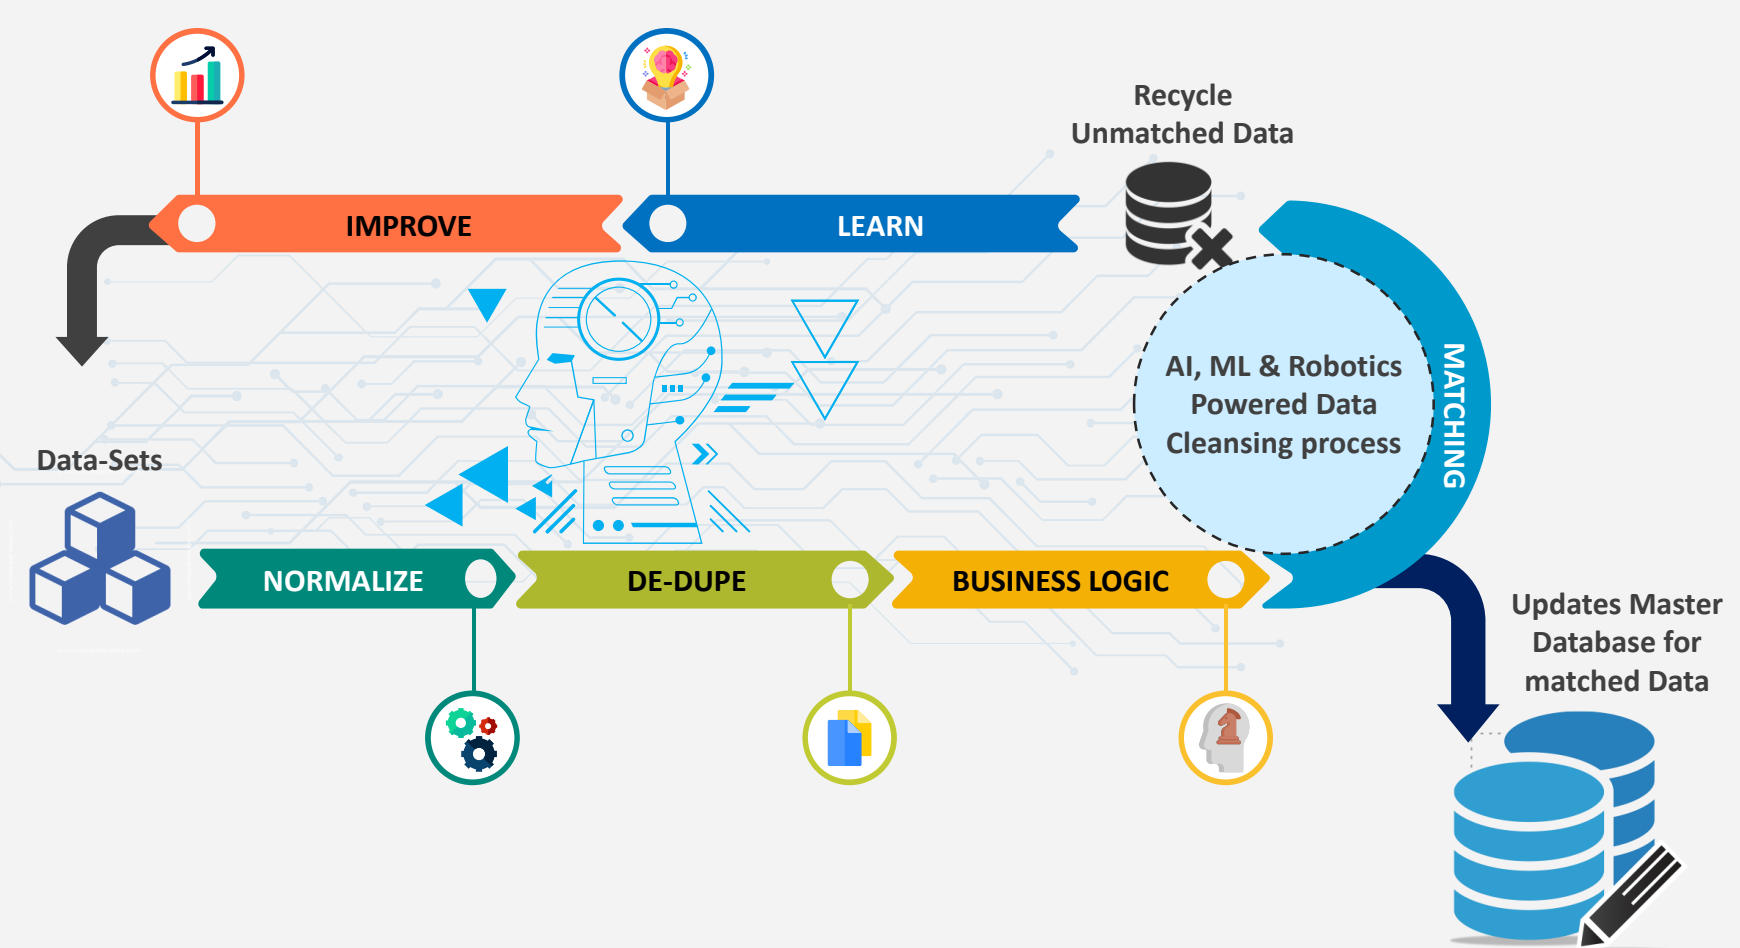 Recycle
Unmatched Data
IMPROVE
LEARN
AI, ML & Robotics
Powered Data
Cleansing process
MATCHING
Data-Sets
NORMALIZE
DE-DUPE
BUSINESS LOGIC
Updates Master
Database for
matched Data